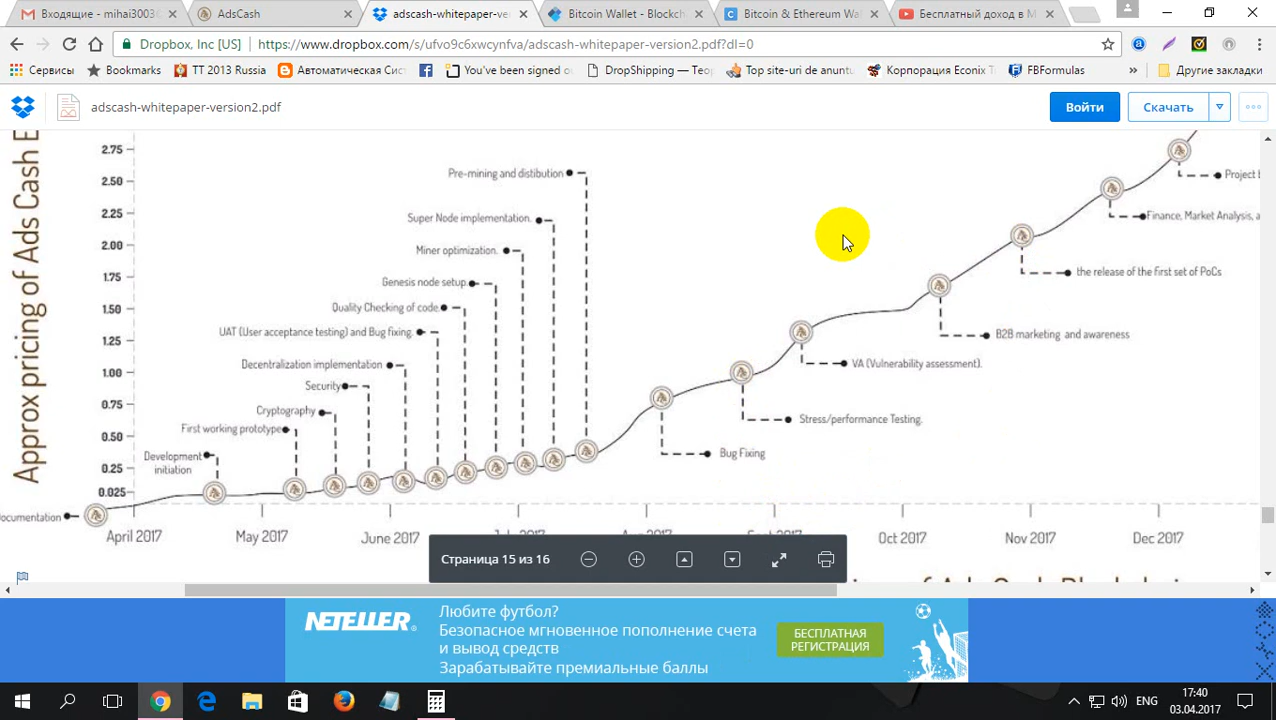 Входящие - mihai3003G
AdsCash
adscash-whitepaper-ver
Bitcoin Wallet - Blockch
Bitcoin & Ethereum Wa
Бесплатный доход в М
Dropbox, Inc [US]
https://www.dropbox.com/s/ufvo9c6xwqnfva/adscash-whitepaper-version2.pdf?dl=0
Сервисы
Bookmarks
TT 2013 Russia
Автоматическая Сис
You've been signed o
DropShipping — Teo
Top site-uri de anuntu
Корпорация Econix T
FBFormulas
»
Другие закладки
adscash-whitepaper-version2.pdf
Войти
Скачать
Approx pricing of Ads Cash E
2.75
2.50
2.25
2.00
1.75
1.50
1.25
1.00
0.75
0.50
0.25
0.025
Pre-mining and distibution
Super Node implementation.
Miner optimization.
Genesis node setup.
Quality Checking of code.
UAT (User acceptance testing) and Bug fixing.
Decentralization implementation
Security
Cryptography
First working prototype
Development
initiation
ocumentation
Project b
Finance, Market Analysis, a
the release of the first set of PoCs
B2B marketing and awareness
VA (Vulnerability assessment).
Stress/performance Testing.
Bug Fixing
April 2017
May 2017
June 2017
Oct 2017
Nov 2017
Dec 2017
Страница 15 из 16
NETELLER.
Любите футбол?
Безопасное мгновенное пополнение счета
и вывод средств
Зарабатывайте премиальные баллы
БЕСПЛАТНАЯ
РЕГИСТРАЦИЯ
ENG
17:40
03.04.2017